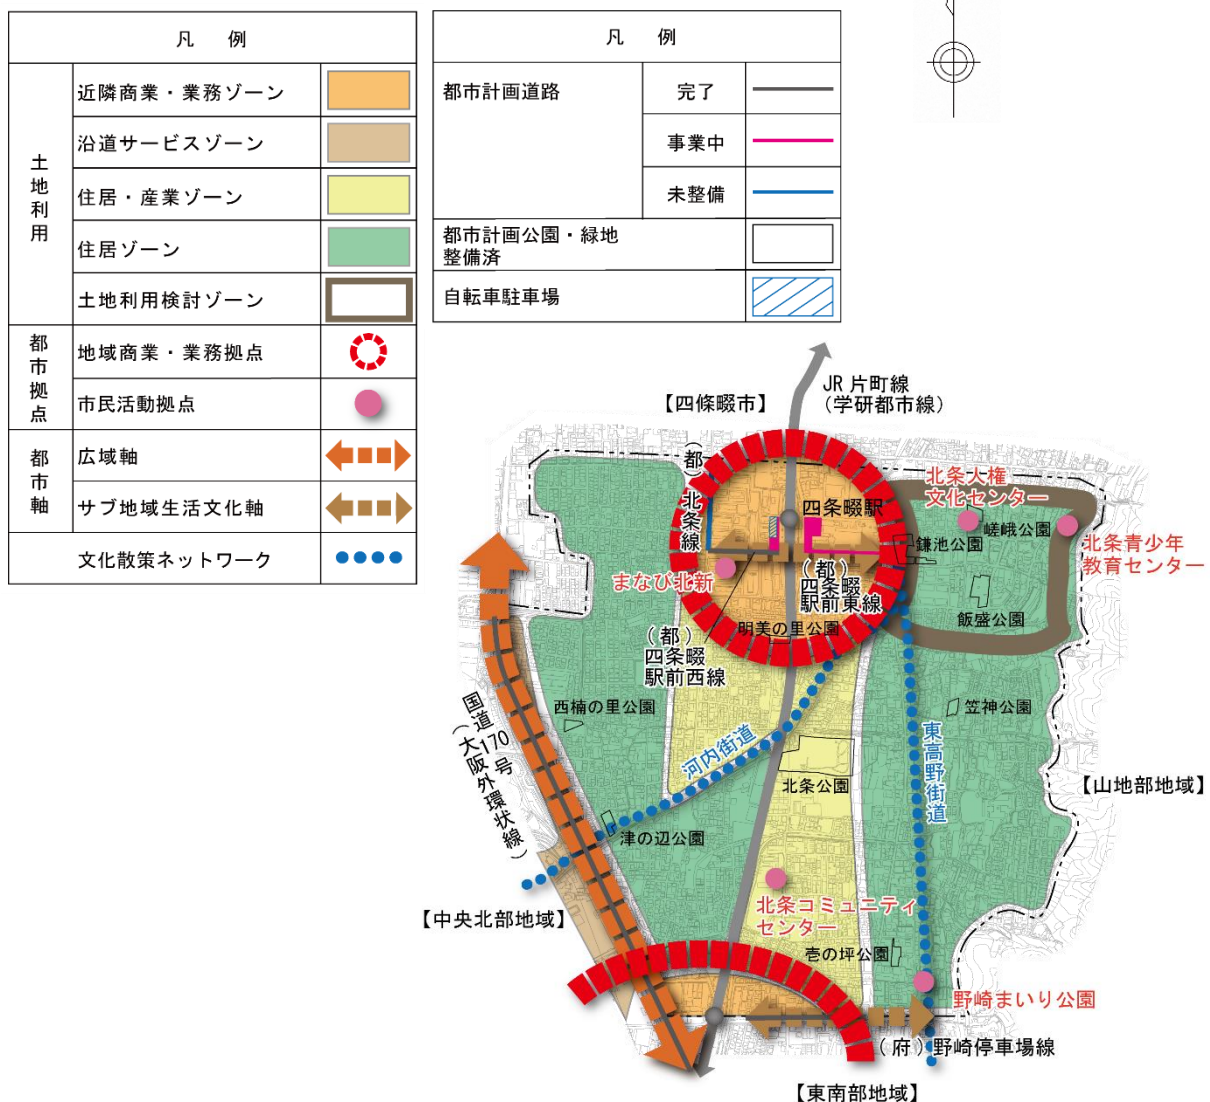 凡　例
土地利用
近隣商業・業務ゾーン
沿道サービスゾーン
住居・産業ゾーン
住居ゾーン
土地利用検討ゾーン
都市拠点
地域商業・業務拠点
市民活動拠点
都市軸
広域軸
サブ地域生活文化軸
文化散策ネットワーク
凡　例
都市計画道路
完了
事業中
未整備
都市計画公園・緑地
整備済
自転車駐車場
JR 片町線
（学研都市線）
【四條畷市】
（都）北条線
四条畷駅
北条人権
文化センター
嵯峨公園
鎌池公園
北条青少年
教育センター
まなび北新
（都）
四条畷
駅前東線
飯盛公園
明美の里公園
（都）
四条畷
駅前西線
国道170号
（大阪外環状線）
西楠の里公園
笠神公園
河内街道
東高野街道
北条公園
【山地部地域】
津の辺公園
【中央北部地域】
北条コミュニティ
センター
壱の坪公園
野崎まいり公園
（府）野崎停車場線
【東南部地域】